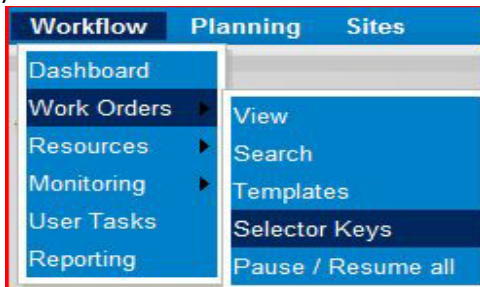 Workflow Planning Sites
Dashboard
Work Orders
Resources
Monitoring
User Tasks
Reporting
View
Search
Templates
Selector Keys
Pause / Resume all